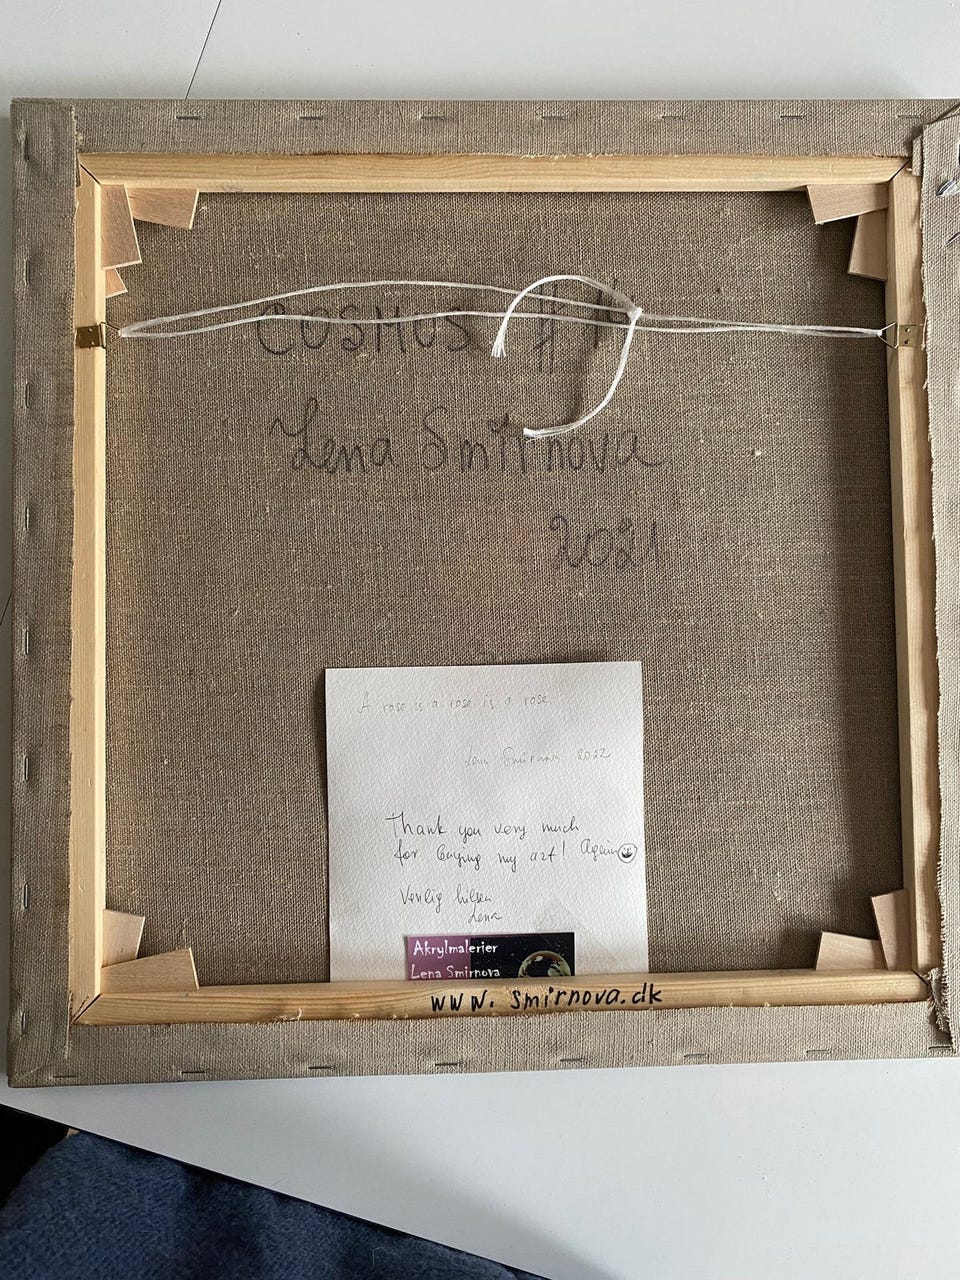 COSMOS #
Lena Smirnova
2021
A rose is a rose is a rose.
Lena Smirnova 2022
Thank you very much
for buying my art! Again
Venlig hilsen
Lena
Akrylmalerier
Lena Smirnova
www.smirnova.dk